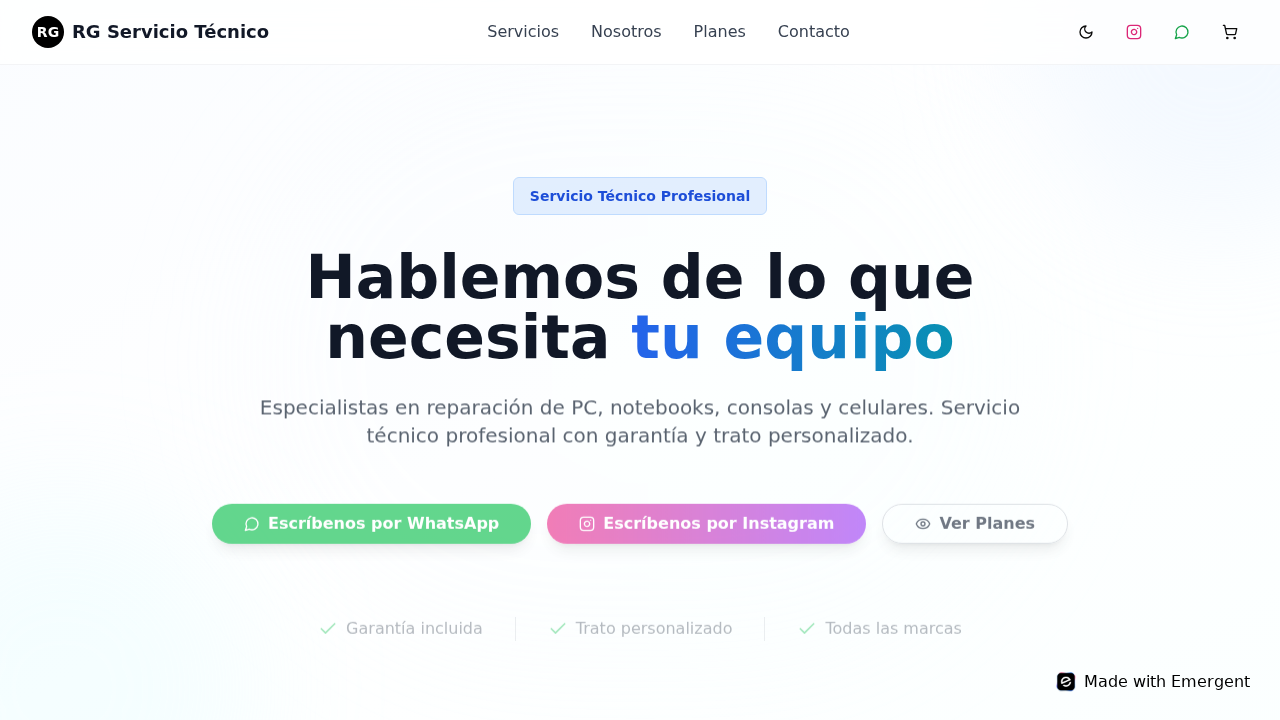 RG RG Servicio Técnico
Servicios Nosotros Planes Contacto
Servicio Técnico Profesional
Hablemos de lo que
necesita tu equipo
Especialistas en reparación de PC, notebooks, consolas y celulares. Servicio
técnico profesional con garantía y trato personalizado.
Escríbenos por WhatsApp Escríbenos por Instagram Ver Planes
Garantía incluida Trato personalizado Todas las marcas
Made with Emergent